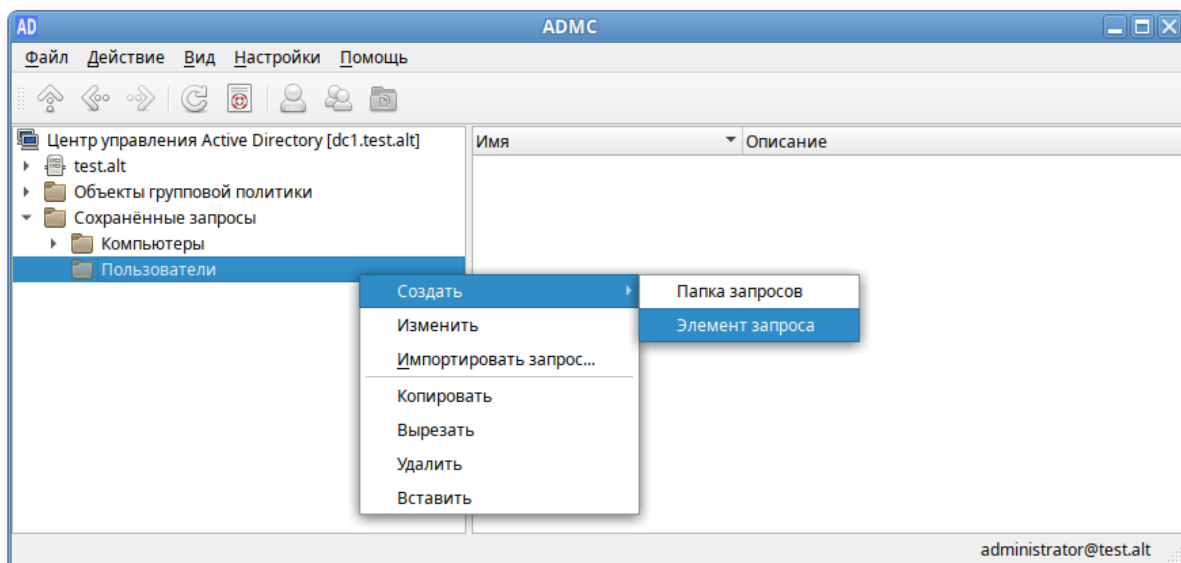 AD ADMC
Файл Действие Вид Настройки Помощь
Центр управления Active Directory [dc1.test.alt]
Имя Описание
test.alt
Объекты групповой политики
Сохранённые запросы
Компьютеры
Пользователи
Создать
Папка запросов
Изменить
Элемент запроса
Импортировать запрос...
Копировать
Вырезать
Удалить
Вставить
administrator@test.alt